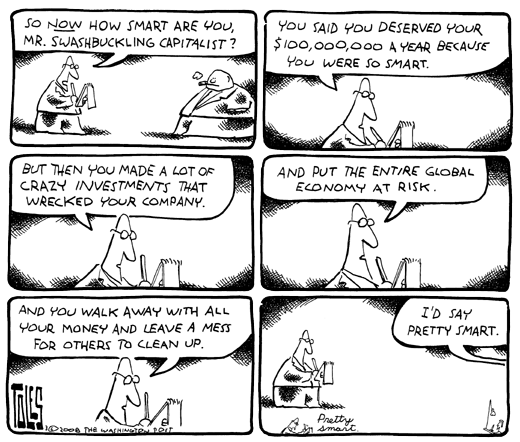 SO NOW HOW SMART ARE YOU,
MR. SWASHBUCKLING CAPITALIST?
YOU SAID YOU DESERVED YOUR
$100,000,000 A YEAR BECAUSE
YOU WERE SO SMART.
BUT THEN YOU MADE A LOT OF
CRAZY INVESTMENTS THAT
WRECKED YOUR COMPANY.
AND PUT THE ENTIRE GLOBAL
ECONOMY AT RISK.
AND YOU WALK AWAY WITH ALL
YOUR MONEY AND LEAVE A MESS
FOR OTHERS TO CLEAN UP.
TOLES
©2008 THE WASHINGTON POST
I'D SAY
PRETTY SMART.
Pretty
smart.